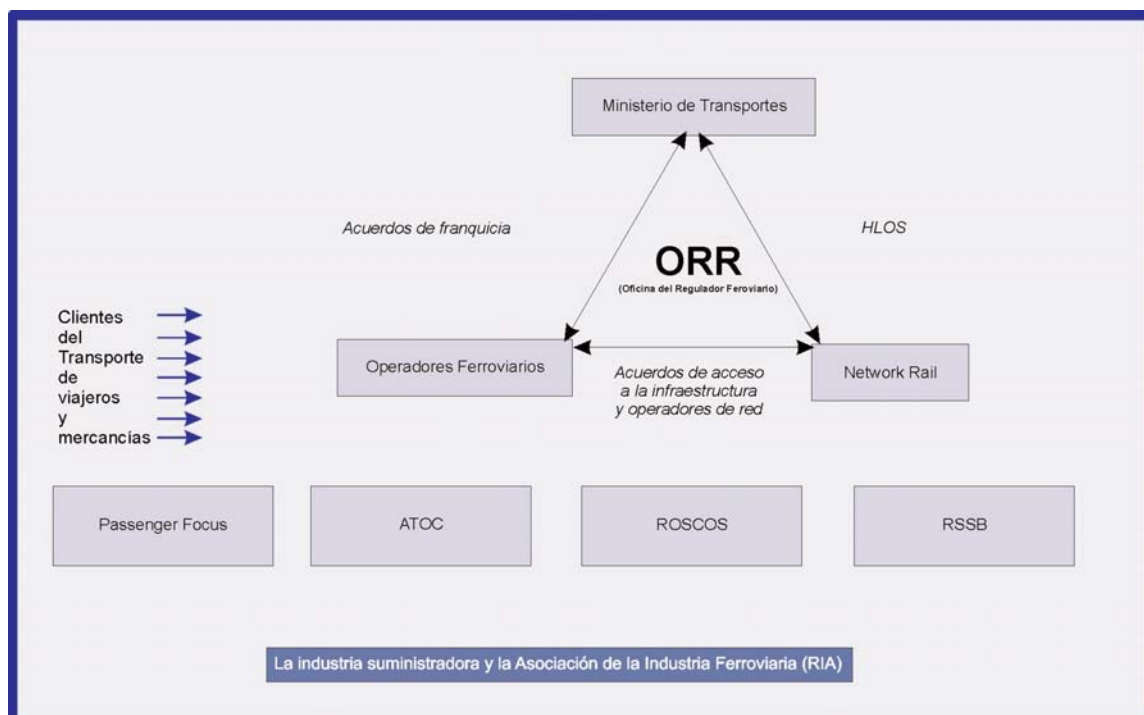 Ministerio de Transportes
Acuerdos de franquicia
HLOS
ORR
(Oficina del Regulador Feroviario)
Clientes
del
Transporte
de
viajeros
y
mercancías
Operadores Ferroviarios
Acuerdos de acceso
a la infraestructura
y operadores de red
Network Rail
Passenger Focus
ATOC
ROSCOS
RSSB
La industria suministradora y la Asociación de la Industria Ferroviaria (RIA)